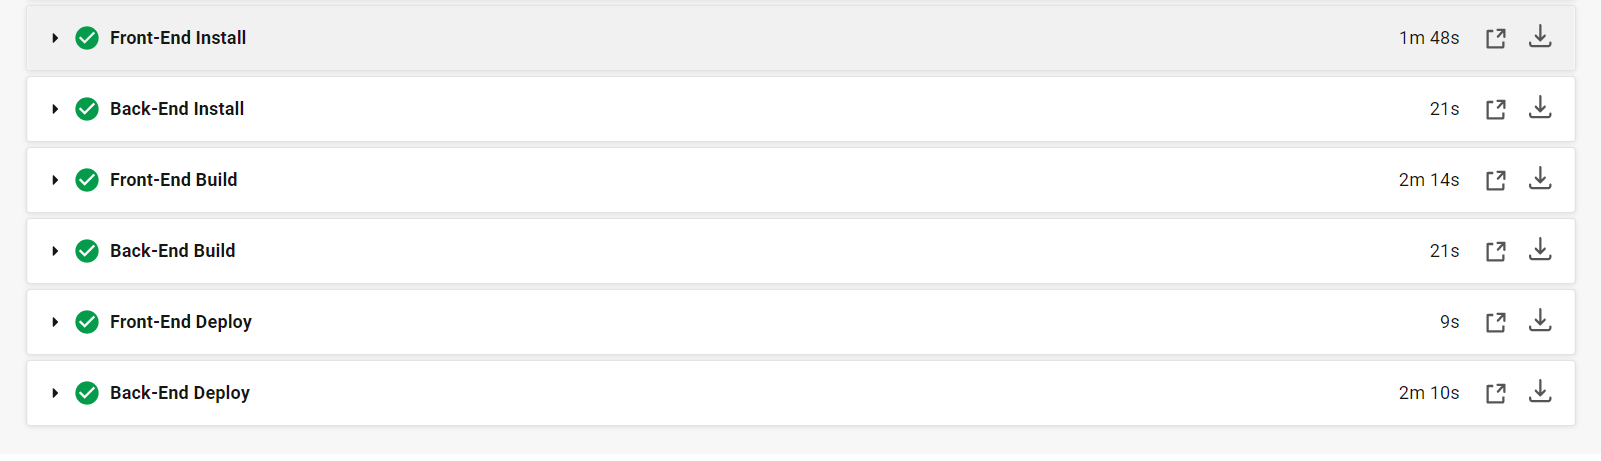 Front-End Install 1m 48s
Back-End Install 21s
Front-End Build 2m 14s
Back-End Build 21s
Front-End Deploy 9s
Back-End Deploy 2m 10s